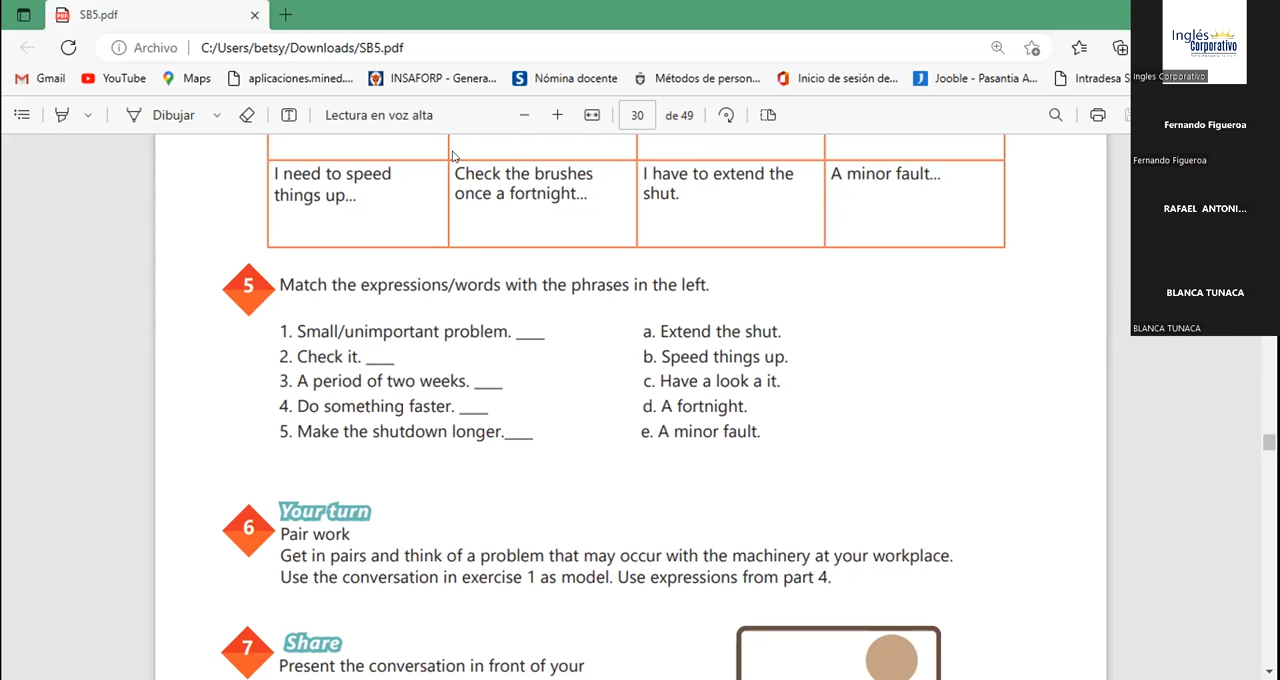 SB5.pdf
Archivo
C:/Users/betsy/Downloads/SB5.pdf
Gmail YouTube Maps aplicaciones.mined.... INSAFORP - Genera... Nómina docente Métodos de person... Inicio de sesión de... Jooble - Pasantia A... Intradesa S
Dibujar Lectura en voz alta 30 de 49
Inglés
Corporativo
Ingles Corporativo
Fernando Figueroa
Fernando Figueroa
RAFAEL ANTONI...
BLANCA TUNACA
BLANCA TUNACA
I need to speed
things up...
Check the brushes
once a fortnight...
I have to extend the
shut.
A minor fault...
5
Match the expressions/words with the phrases in the left.
1. Small/unimportant problem. ____
2. Check it. ____
3. A period of two weeks. ____
4. Do something faster. ____
5. Make the shutdown longer.____
a. Extend the shut.
b. Speed things up.
c. Have a look a it.
d. A fortnight.
e. A minor fault.
6
Your turn
Pair work
Get in pairs and think of a problem that may occur with the machinery at your workplace.
Use the conversation in exercise 1 as model. Use expressions from part 4.
7
Share
Present the conversation in front of your